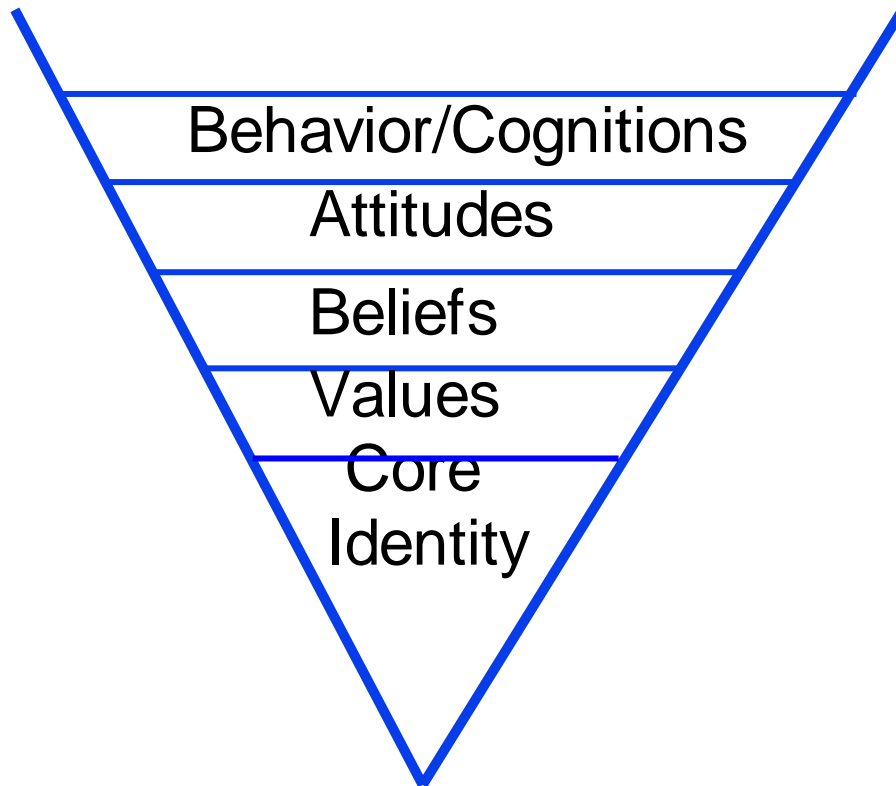 Behavior/Cognitions
Attitudes
Beliefs
Values
Core
Identity